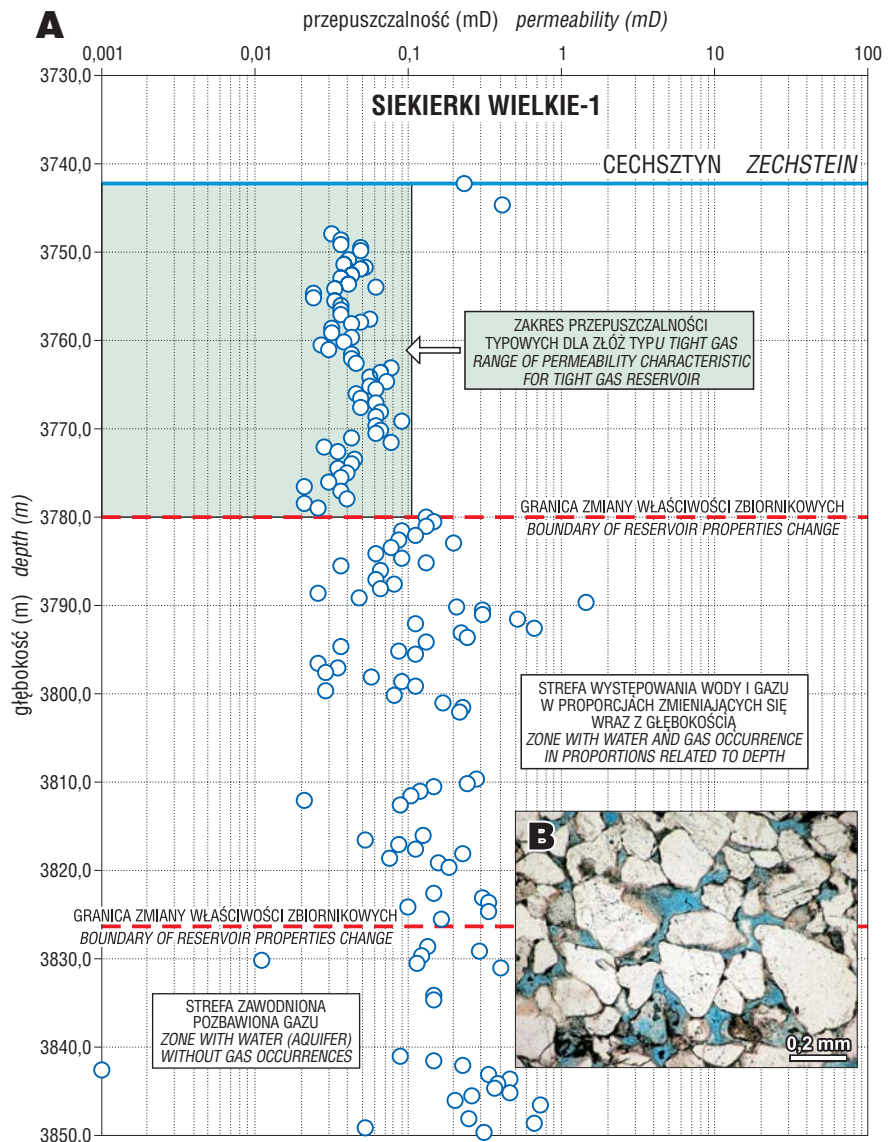 A
przepuszczalność (mD) permeability (mD)
0,001 0,01 0,1 1 10 100
3730,0
SIEKIERKI WIELKIE-1
3740,0
CECHSZTYN ZECHSTEIN
3750,0
ZAKRES PRZEPUSZCZALNOŚCI
TYPOWYCH DLA ZŁÓŻ TYPU TIGHT GAS
RANGE OF PERMEABILITY CHARACTERISTIC
FOR TIGHT GAS RESERVOIR
3760,0
3770,0
GRANICA ZMIANY WŁAŚCIWOŚCI ZBIORNIKOWYCH
3780,0
BOUNDARY OF RESERVOIR PROPERTIES CHANGE
głębokość (m) depth (m)
3790,0
3800,0
STREFA WYSTĘPOWANIA WODY I GAZU
W PROPORCJACH ZMIENIAJĄCYCH SIĘ
WRAZ Z GŁĘBOKOŚCIĄ
ZONE WITH WATER AND GAS OCCURRENCE
IN PROPORTIONS RELATED TO DEPTH
3810,0
B
3820,0
GRANICA ZMIANY WŁAŚCIWOŚCI ZBIORNIKOWYCH
BOUNDARY OF RESERVOIR PROPERTIES CHANGE
3830,0
STREFA ZAWODNIONA
POZBAWIONA GAZU
ZONE WITH WATER (AQUIFER)
WITHOUT GAS OCCURRENCES
3840,0
0,2 mm
3850,0